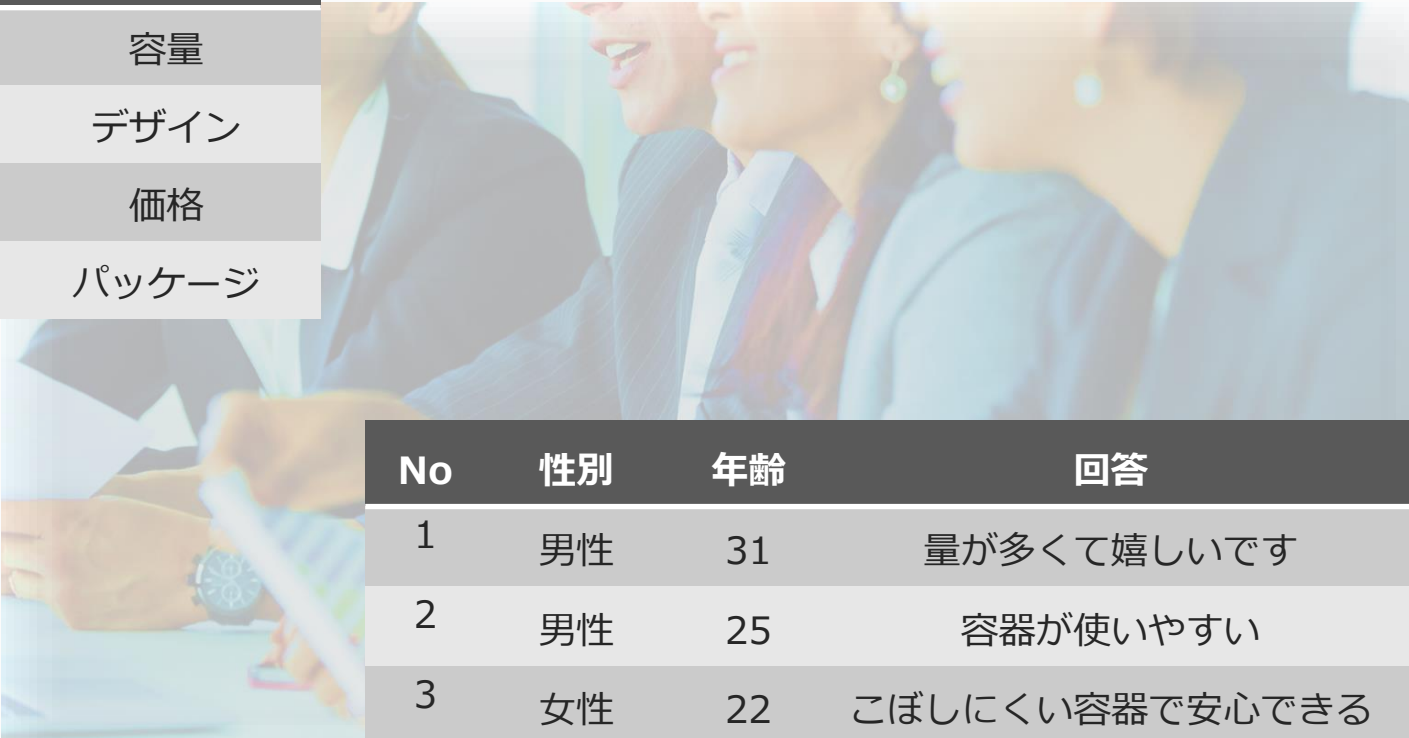 容量
デザイン
価格
パッケージ
No 性別 年齢 回答
1 男性 31 量が多くて嬉しいです
2 男性 25 容器が使いやすい
3 女性 22 こぼしにくい容器で安心できる